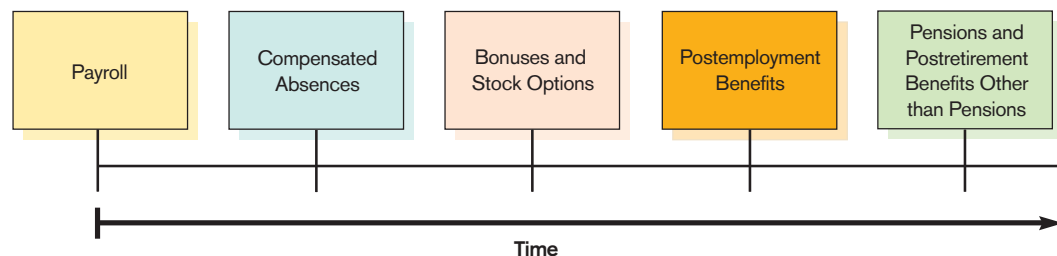 Payroll
Compensated
Absences
Bonuses and
Stock Options
Postemployment
Benefits
Pensions and
Postretirement
Benefits Other
than Pensions
Time